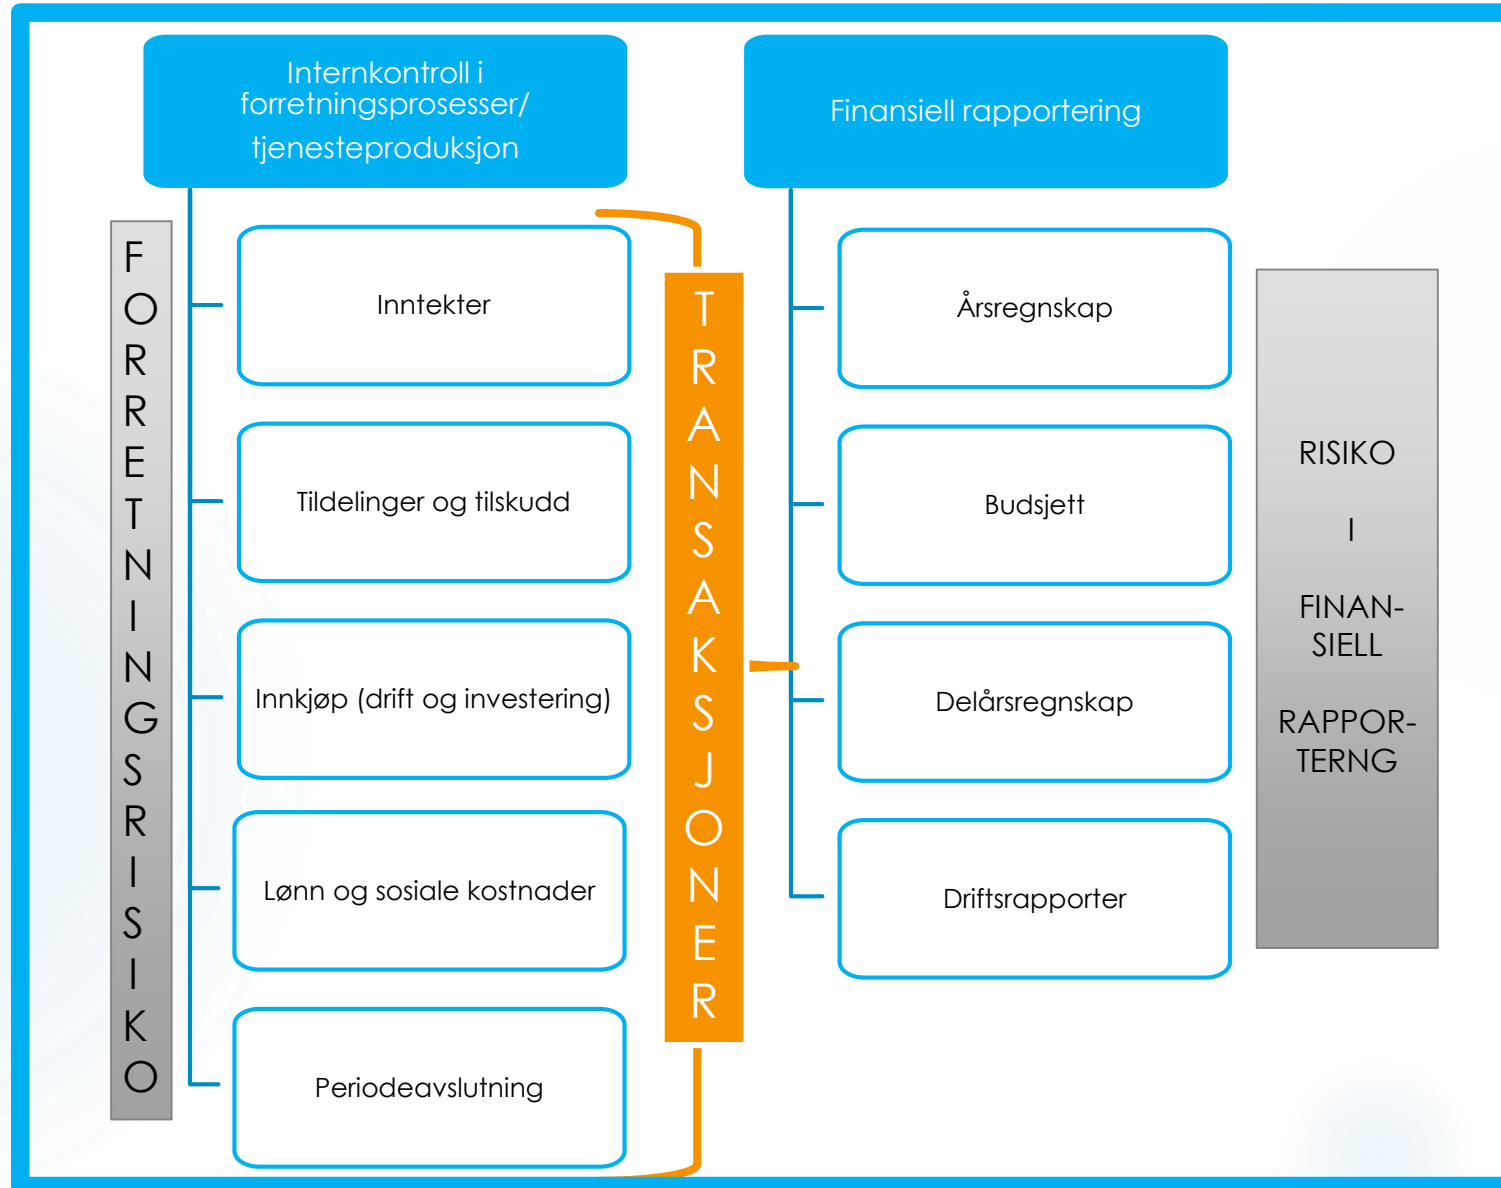 Internkontroll i
forretningsprosesser/
tjenesteproduksjon
Finansiell rapportering
FORRETNINGSRISIKO
Inntekter
Tildelinger og tilskudd
Innkjøp (drift og investering)
Lønn og sosiale kostnader
Periodeavslutning
TRANSAKSJONER
Årsregnskap
Budsjett
Delårsregnskap
Driftsrapporter
RISIKO
I
FINAN-
SIELL
RAPPOR-
TERNG